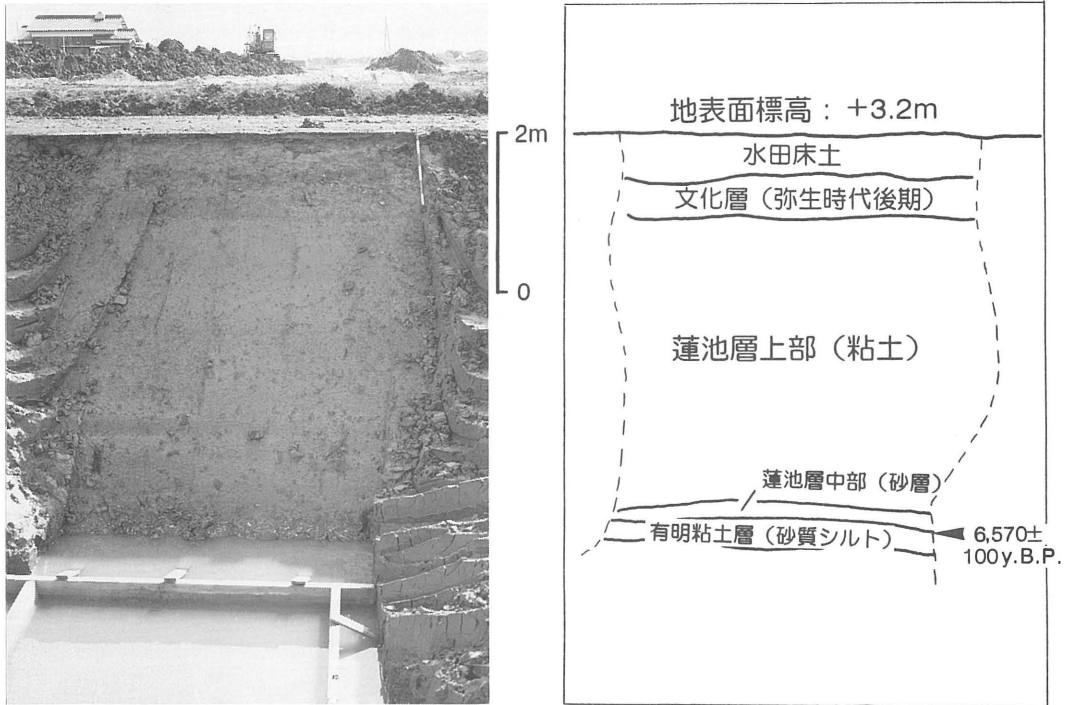 地表面標高：+3.2m
2m
水田床土
文化層（弥生時代後期）
0
蓮池層上部（粘土）
蓮池層中部（砂層）
有明粘土層（砂質シルト）
6,570±
100y.B.P.